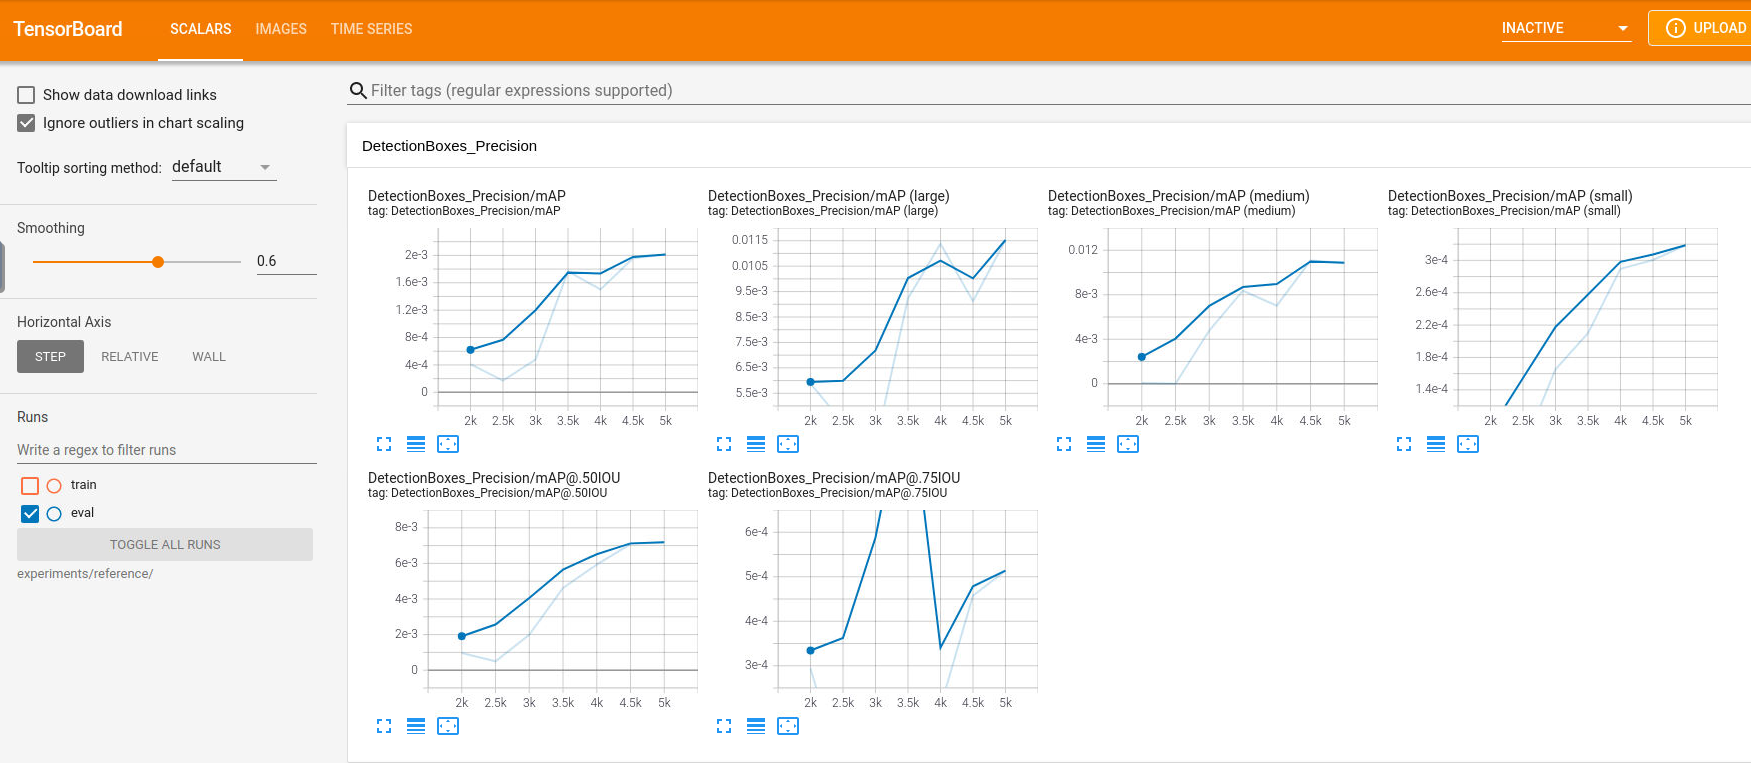 TensorBoard
SCALARS
IMAGES
TIME SERIES
INACTIVE
UPLOAD
Show data download links
Ignore outliers in chart scaling
Tooltip sorting method: default
Smoothing
0.6
Horizontal Axis
STEP
RELATIVE
WALL
Runs
Write a regex to filter runs
train
eval
TOGGLE ALL RUNS
experiments/reference/
Filter tags (regular expressions supported)
DetectionBoxes_Precision
DetectionBoxes_Precision/mAP
tag: DetectionBoxes_Precision/mAP
2e-3
1.6e-3
1.2e-3
8e-4
4e-4
0
2k 2.5k 3k 3.5k 4k 4.5k 5k
DetectionBoxes_Precision/mAP (large)
tag: DetectionBoxes_Precision/mAP (large)
0.0115
0.0105
9.5e-3
8.5e-3
7.5e-3
6.5e-3
5.5e-3
2k 2.5k 3k 3.5k 4k 4.5k 5k
DetectionBoxes_Precision/mAP (medium)
tag: DetectionBoxes_Precision/mAP (medium)
0.012
8e-3
4e-3
0
2k 2.5k 3k 3.5k 4k 4.5k 5k
DetectionBoxes_Precision/mAP (small)
tag: DetectionBoxes_Precision/mAP (small)
3e-4
2.6e-4
2.2e-4
1.8e-4
1.4e-4
2k 2.5k 3k 3.5k 4k 4.5k 5k
DetectionBoxes_Precision/mAP@.50IOU
tag: DetectionBoxes_Precision/mAP@.50IOU
8e-3
6e-3
4e-3
2e-3
0
2k 2.5k 3k 3.5k 4k 4.5k 5k
DetectionBoxes_Precision/mAP@.75IOU
tag: DetectionBoxes_Precision/mAP@.75IOU
6e-4
5e-4
4e-4
3e-4
2k 2.5k 3k 3.5k 4k 4.5k 5k